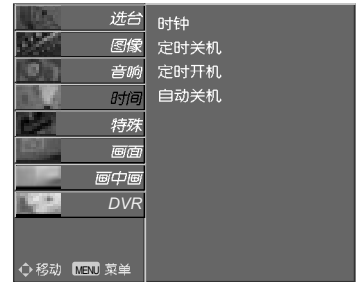 选台
图像
音响
时间
特殊
画面
画中画
DVR
移动 MENU 菜单
时钟
定时关机
定时开机
自动关机